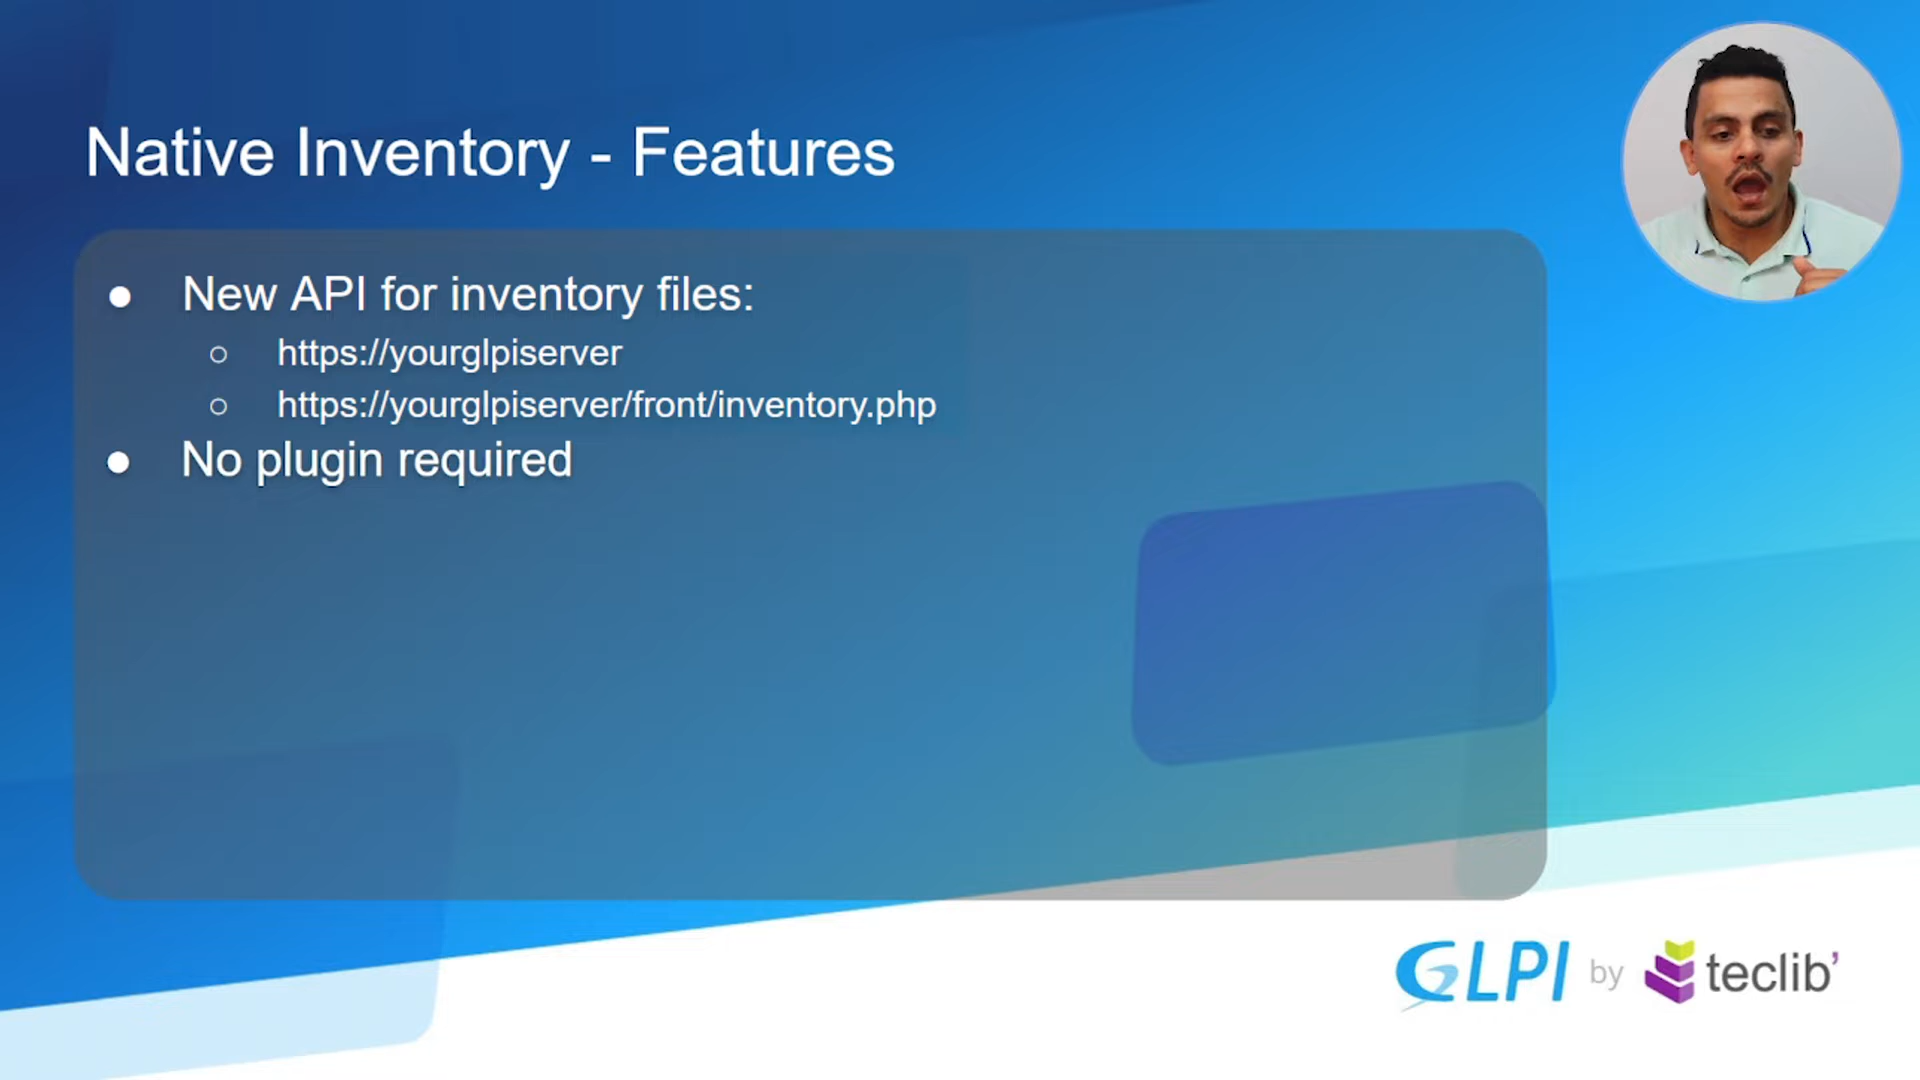 Native Inventory - Features
● New API for inventory files:
○ https://yourglpiserver
○ https://yourglpiserver/front/inventory.php
● No plugin required
GLPI by teclib'